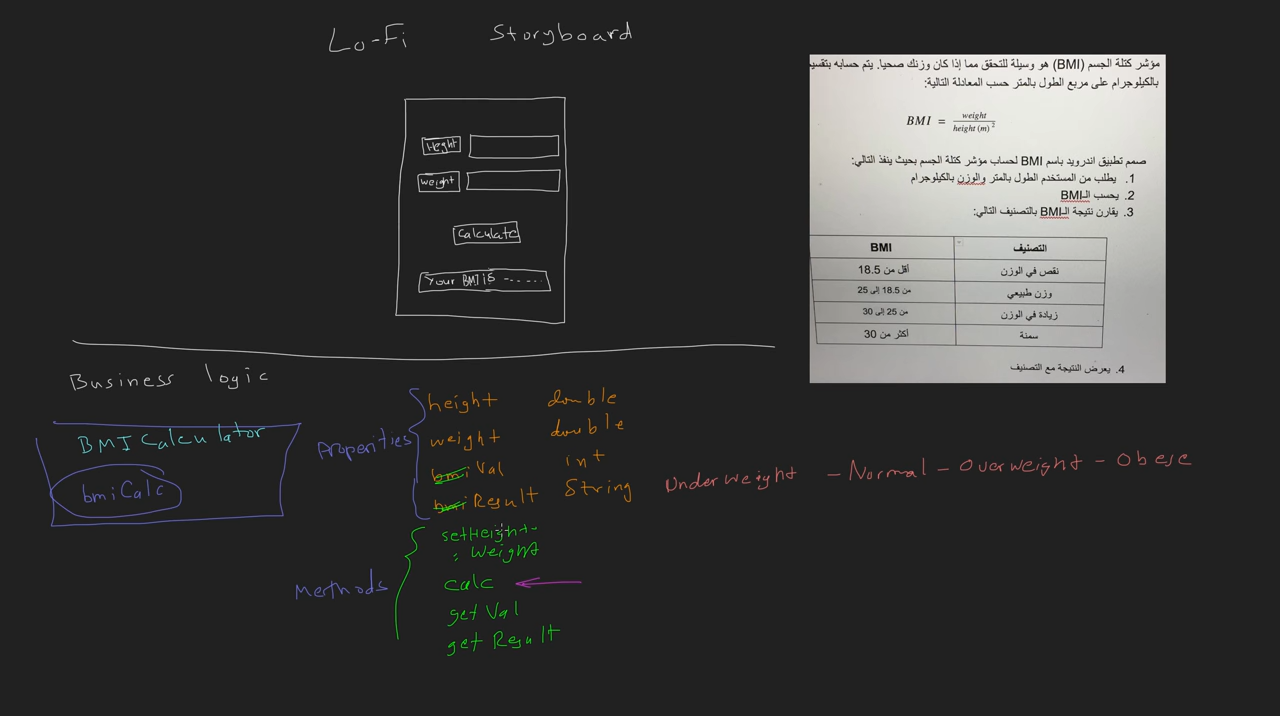 Lo-Fi Storyboard
Heght
weight
Calculate
Your BMI is -.....
مؤشر كتلة الجسم (BMI) هو وسيلة للتحقق مما إذا كان وزنك صحيا. يتم حسابه بتقسيم
بالكيلوجرام على مربع الطول بالمتر حسب المعادلة التالية:
BMI = weight / height (m) 2
صمم تطبيق اندرويد باسم BMI لحساب مؤشر كتلة الجسم بحيث ينفذ التالي:
1. يطلب من المستخدم الطول بالمتر والوزن بالكيلوجرام
2. يحسب الـBMI
3. يقارن نتيجة الـBMI بالتصنيف التالي:
التصنيف BMI
نقص في الوزن أقل من 18.5
وزن طبيعي من 18.5 إلى 25
زيادة في الوزن من 25 إلى 30
سمنة أكثر من 30
4. يعرض النتيجة مع التصنيف
Business logic
BMI Calculator
bmiCalc
Properities
height double
weight double
bmiVal int
bmiResult String
UnderWeight - Normal - Overweight - Obese
Merthods
setHeight
: Weight
calc
get Val
get Result